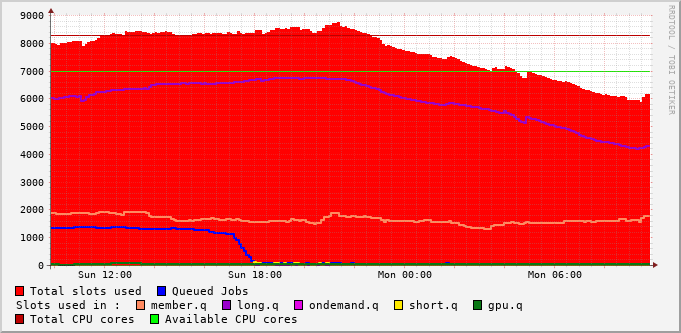 9000
8000
7000
6000
5000
4000
3000
2000
1000
0
Sun 12:00 Sun 18:00 Mon 00:00 Mon 06:00
RRDTOOL / TOBI OETIKER
Total slots used Queued Jobs
Slots used in : member.q long.q ondemand.q short.q gpu.q
Total CPU cores Available CPU cores